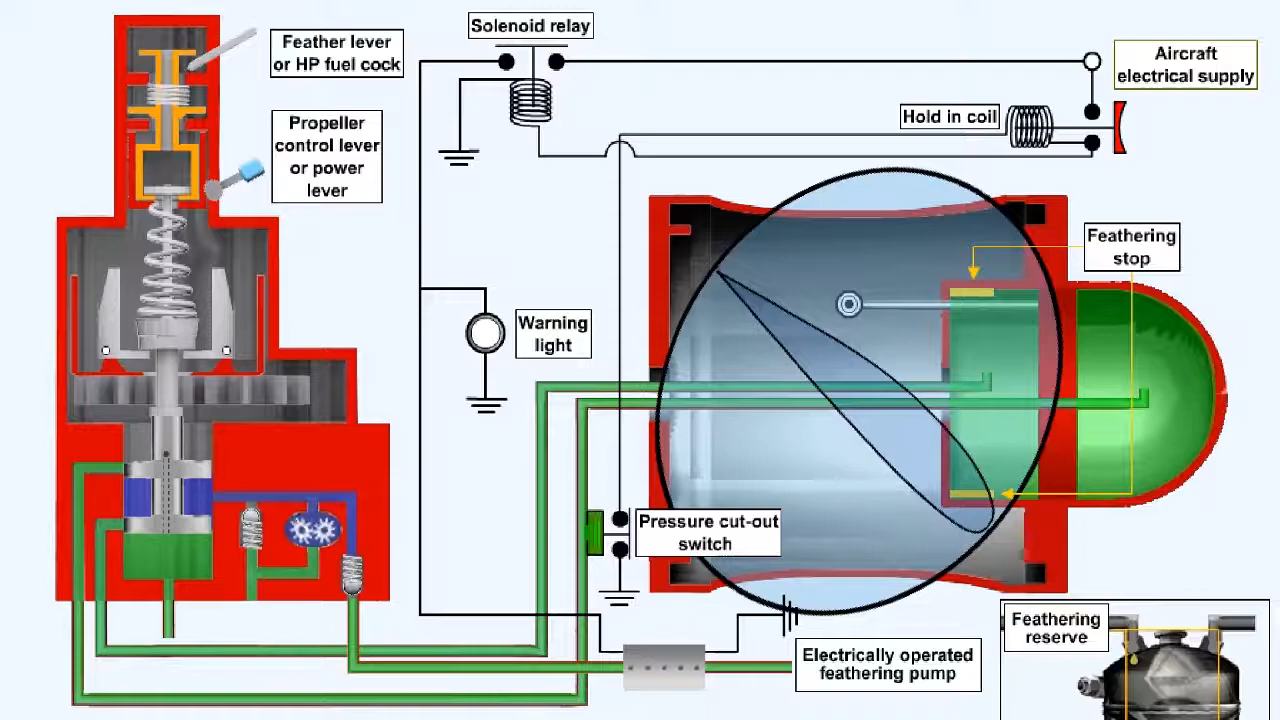 Solenoid relay
Feather lever
or HP fuel cock
Aircraft
electrical supply
Hold in coil
Propeller
control lever
or power
lever
Feathering
stop
Warning
light
Pressure cut-out
switch
Feathering
reserve
Electrically operated
feathering pump